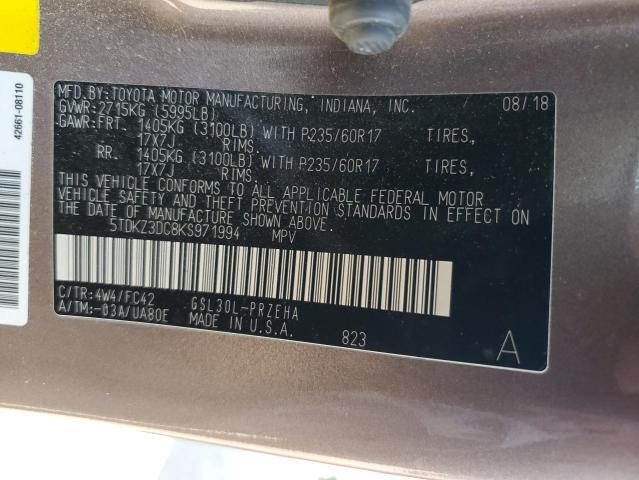 42661-08110
MFD.BY:TOYOTA MOTOR MANUFACTURING, INDIANA, INC. 08/18
GVWR:2715KG (5995LB)
GAWR:FRT. 1405KG (3100LB) WITH P235/60R17 TIRES,
17X7J RIMS.
RR. 1405KG (3100LB) WITH P235/60R17 TIRES,
17X7J RIMS.
THIS VEHICLE CONFORMS TO ALL APPLICABLE FEDERAL MOTOR
VEHICLE SAFETY AND THEFT PREVENTION STANDARDS IN EFFECT ON
THE DATE OF MANUFACTURE SHOWN ABOVE.
5TDKZ3DC8KS971994 MPV
C/TR:4W4/FC42 GSL30L-PRZEHA
A/TM:-03A/UA80E MADE IN U.S.A. 823 A